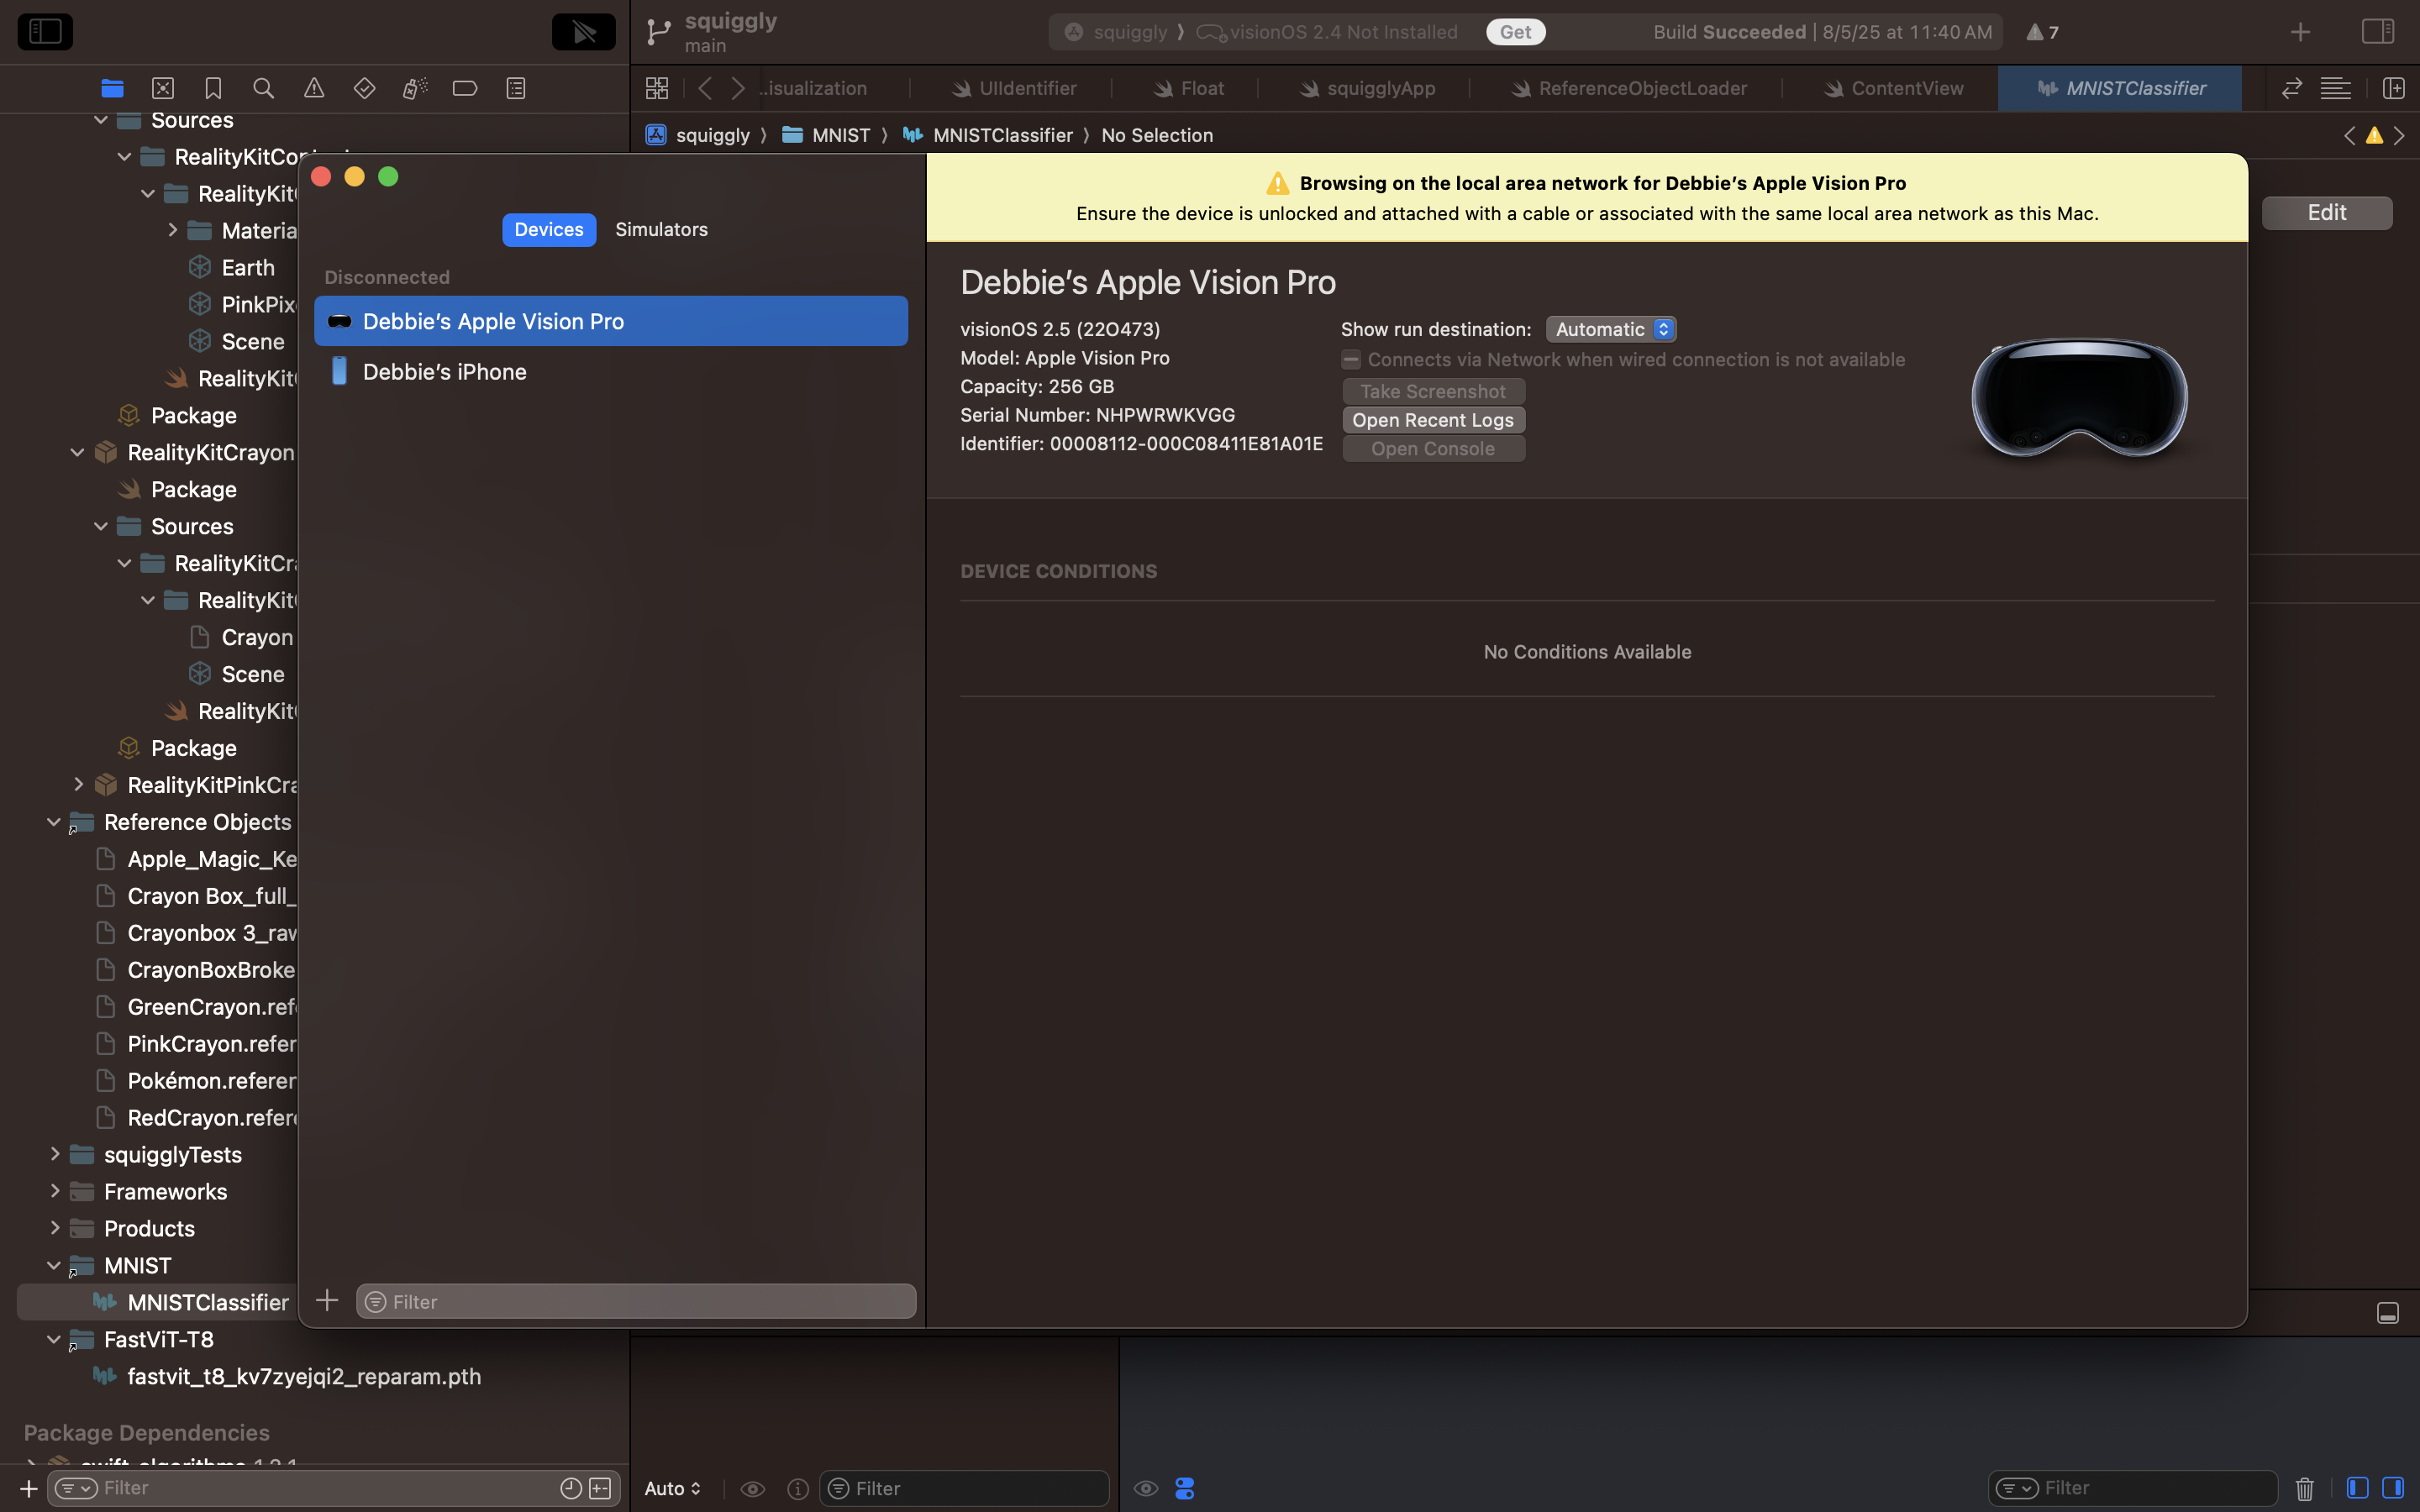 squiggly
main
squiggly
visionOS 2.4 Not Installed
Get
Build Succeeded | 8/5/25 at 11:40 AM
7
..isualization
UIIdentifier
Float
squigglyApp
ReferenceObjectLoader
ContentView
MNISTClassifier
squiggly
MNIST
MNISTClassifier
No Selection
Edit
Sources
RealityKit
Materia
Earth
PinkPix
Scene
RealityKit
Package
RealityKitCrayon
Package
Sources
RealityKitCr
RealityKit
Crayon
Scene
RealityKit
Package
RealityKitPinkCra
Reference Objects
Apple_Magic_Ke
Crayon Box_full_
Crayonbox 3_raw
CrayonBoxBroke
GreenCrayon.ref
PinkCrayon.refer
Pokémon.referen
RedCrayon.refere
squigglyTests
Frameworks
Products
MNIST
MNISTClassifier
FastViT-T8
fastvit_t8_kv7zyejqi2_reparam.pth
Package Dependencies
Filter
Devices
Simulators
Disconnected
Debbie’s Apple Vision Pro
Debbie’s iPhone
Filter
Browsing on the local area network for Debbie’s Apple Vision Pro
Ensure the device is unlocked and attached with a cable or associated with the same local area network as this Mac.
Debbie’s Apple Vision Pro
visionOS 2.5 (22O473)
Model: Apple Vision Pro
Capacity: 256 GB
Serial Number: NHPWRWKVGG
Identifier: 00008112-000C08411E81A01E
Show run destination:
Automatic
Connects via Network when wired connection is not available
Take Screenshot
Open Recent Logs
Open Console
DEVICE CONDITIONS
No Conditions Available
Auto
Filter
Filter